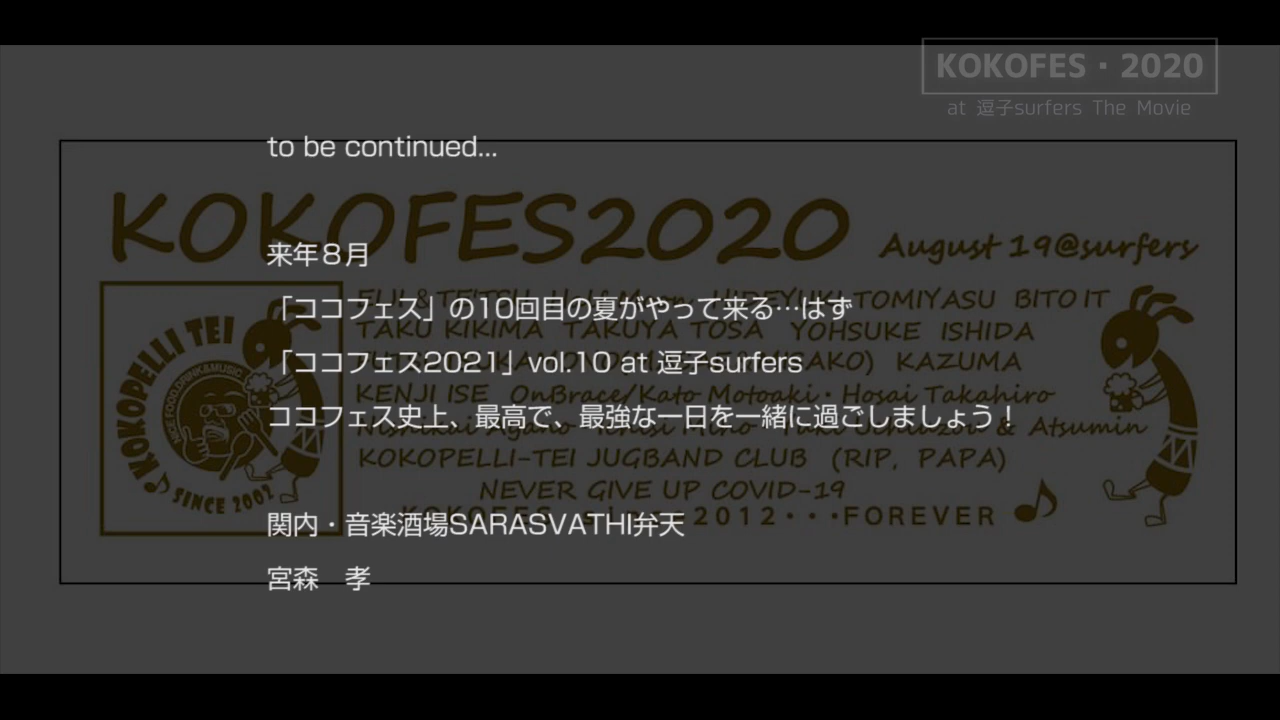 KOKOFES・2020
at 逗子surfers The Movie
to be continued...
KOKOFES2020 August 19@surfers
来年８月
「ココフェス」の10回目の夏がやって来る…はず
「ココフェス2021」vol.10 at 逗子surfers
ココフェス史上、最高で、最強な一日を一緒に過ごしましょう！
関内・音楽酒場SARASVATHI弁天
宮森　孝
TOMIYASU BITO IT
TAKU KIKIMA TAKUYA TOSA YOHSUKE ISHIDA
KAZUMA
KENJI ISE OnBrace/Kato Motoaki・Hosai Takahiro
& Atsumin
KOKOPELLI-TEI JUGBAND CLUB (RIP, PAPA)
NEVER GIVE UP COVID-19
2012・・・FOREVER
KOKOPELLI TEI
NICE FOOD,DRINK&MUSIC
SINCE 2002